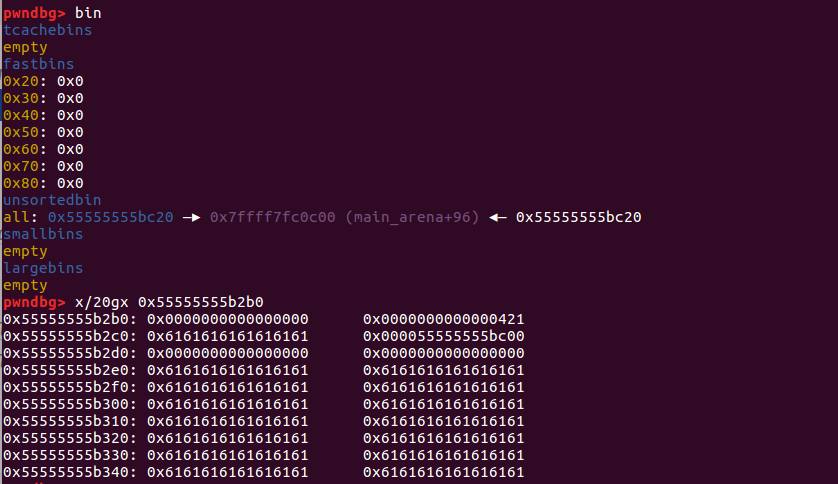 pwndbg> bin
tcachebins
empty
fastbins
0x20: 0x0
0x30: 0x0
0x40: 0x0
0x50: 0x0
0x60: 0x0
0x70: 0x0
0x80: 0x0
unsortedbin
all: 0x55555555bc20 —▸ 0x7ffff7fc0c00 (main_arena+96) ◂— 0x55555555bc20
smallbins
empty
largebins
empty
pwndbg> x/20gx 0x55555555b2b0
0x55555555b2b0: 0x0000000000000000 0x0000000000000421
0x55555555b2c0: 0x6161616161616161 0x000055555555bc00
0x55555555b2d0: 0x0000000000000000 0x0000000000000000
0x55555555b2e0: 0x6161616161616161 0x6161616161616161
0x55555555b2f0: 0x6161616161616161 0x6161616161616161
0x55555555b300: 0x6161616161616161 0x6161616161616161
0x55555555b310: 0x6161616161616161 0x6161616161616161
0x55555555b320: 0x6161616161616161 0x6161616161616161
0x55555555b330: 0x6161616161616161 0x6161616161616161
0x55555555b340: 0x6161616161616161 0x6161616161616161